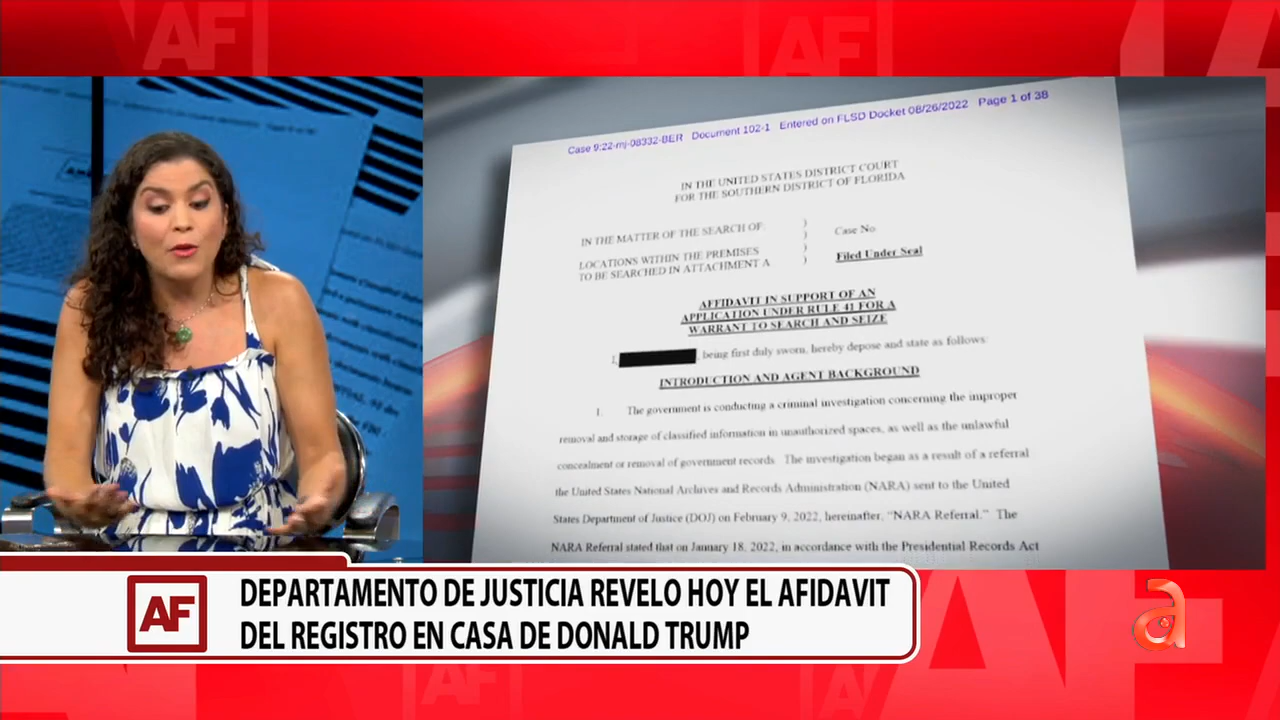 Case 9:22-mj-08332-BER Document 102-1 Entered on FLSD Docket 08/26/2022 Page 1 of 38
IN THE UNITED STATES DISTRICT COURT
FOR THE SOUTHERN DISTRICT OF FLORIDA
IN THE MATTER OF THE SEARCH OF:
LOCATIONS WITHIN THE PREMISES
TO BE SEARCHED IN ATTACHMENT A
)
)
)
)
Case No
Filed Under Seal
AFFIDAVIT IN SUPPORT OF AN
APPLICATION UNDER RULE 41 FOR A
WARRANT TO SEARCH AND SEIZE
I, , being first duly sworn, hereby depose and state as follows:
INTRODUCTION AND AGENT BACKGROUND
1. The government is conducting a criminal investigation concerning the improper
removal and storage of classified information in unauthorized spaces, as well as the unlawful
concealment or removal of government records. The investigation began as a result of a referral
the United States National Archives and Records Administration (NARA) sent to the United
States Department of Justice (DOJ) on February 9, 2022, hereinafter, “NARA Referral.” The
NARA Referral stated that on January 18, 2022, in accordance with the Presidential Records Act
AF
DEPARTAMENTO DE JUSTICIA REVELO HOY EL AFIDAVIT
DEL REGISTRO EN CASA DE DONALD TRUMP
a